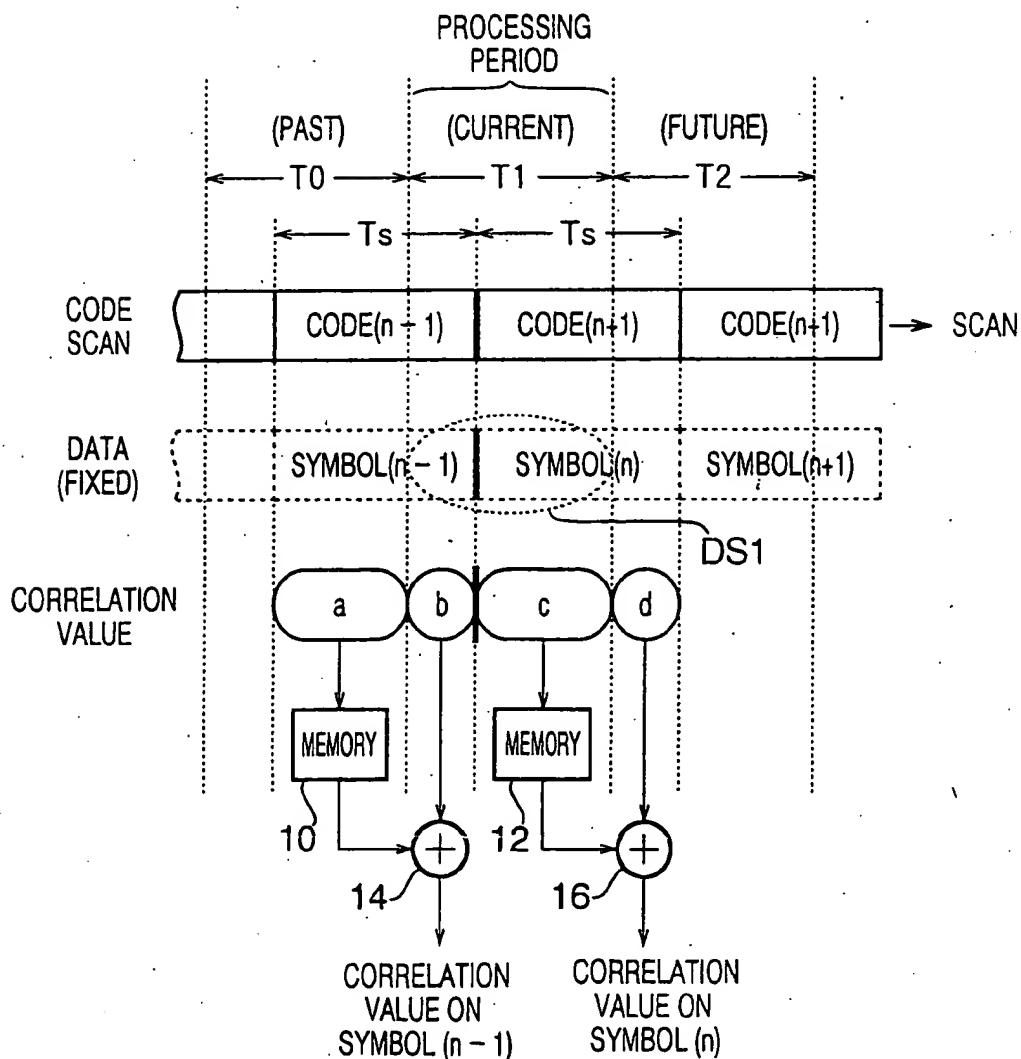 PROCESSING
PERIOD
(PAST)
(CURRENT)
(FUTURE)
T0
T1
T2
Ts
Ts
CODE
SCAN
CODE(n - 1)
CODE(n+1)
CODE(n+1)
SCAN
DATA
(FIXED)
SYMBOL(n - 1)
SYMBOL(n)
SYMBOL(n+1)
DS1
CORRELATION
VALUE
a
b
c
d
MEMORY
MEMORY
10
12
+
+
14
16
CORRELATION
VALUE ON
SYMBOL (n - 1)
CORRELATION
VALUE ON
SYMBOL (n)